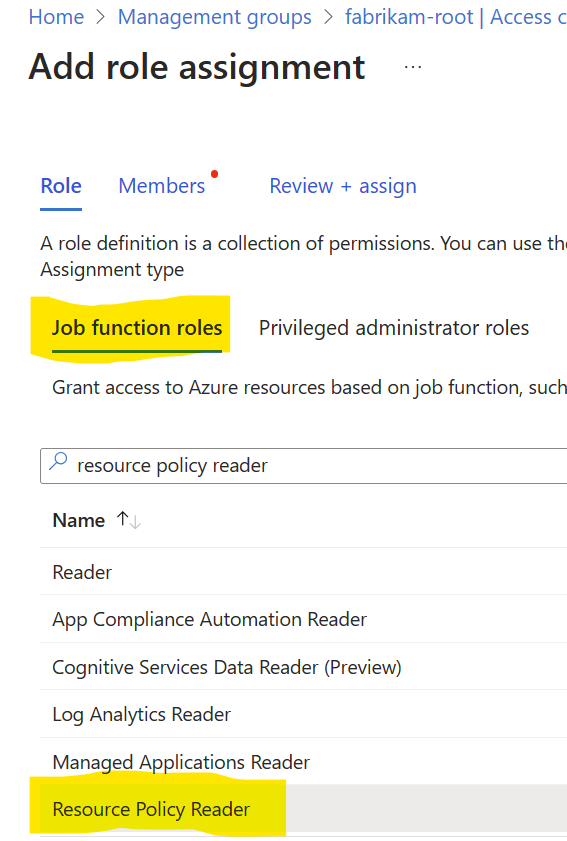 Home > Management groups > fabrikam-root | Access c
Add role assignment ...
Role Members Review + assign
A role definition is a collection of permissions. You can use the
Assignment type
Job function roles Privileged administrator roles
Grant access to Azure resources based on job function, such
resource policy reader
Name ↑↓
Reader
App Compliance Automation Reader
Cognitive Services Data Reader (Preview)
Log Analytics Reader
Managed Applications Reader
Resource Policy Reader